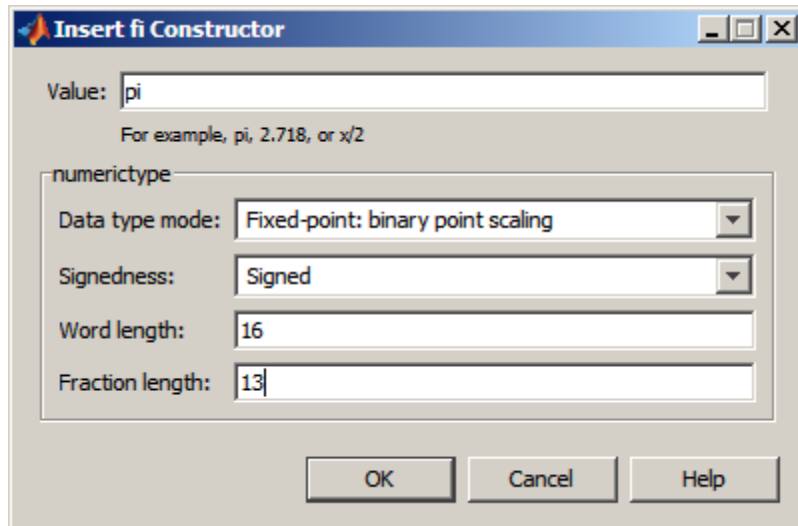 Insert fi Constructor
Value: pi
For example, pi, 2.718, or x/2
numerictype
Data type mode: Fixed-point: binary point scaling
Signedness: Signed
Word length: 16
Fraction length: 13
OK Cancel Help